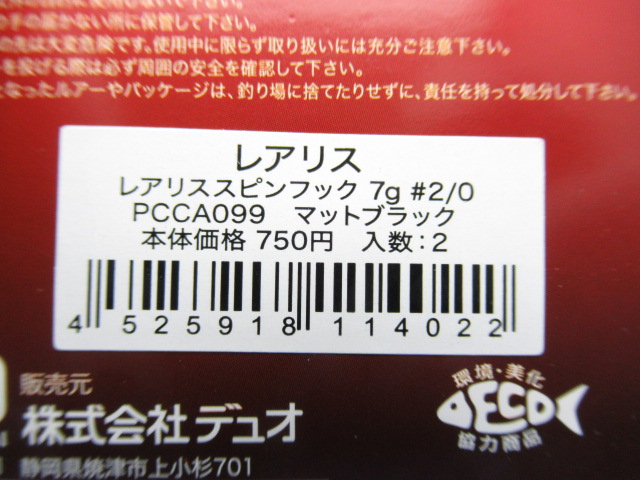 手の届かない所に保管して下さい。
の先は大変危険です。使用中に限らず取り扱いには充分ご注意下さい。
を投げる際は必ず周囲の安全を確認して下さい。
となったルアーやパッケージは、釣り場に捨てたりせずに、責任を持って処分して下さい。
レアリス
レアリススピンフック 7g #2/0
PCCA099 マットブラック
本体価格 750円 入数:2
4 525918 114022
環境・美化
ECO
協力商品
販売元
株式会社デュオ
静岡県焼津市上小杉701